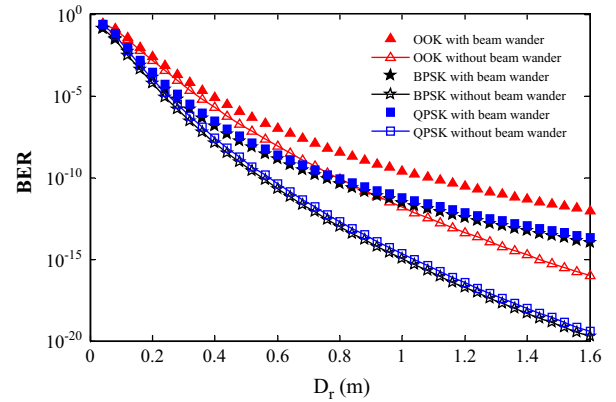 10^0
10^-5
10^-10
10^-15
10^-20
BER
OOK with beam wander
OOK without beam wander
BPSK with beam wander
BPSK without beam wander
QPSK with beam wander
QPSK without beam wander
0 0.2 0.4 0.6 0.8 1 1.2 1.4 1.6
D_r (m)